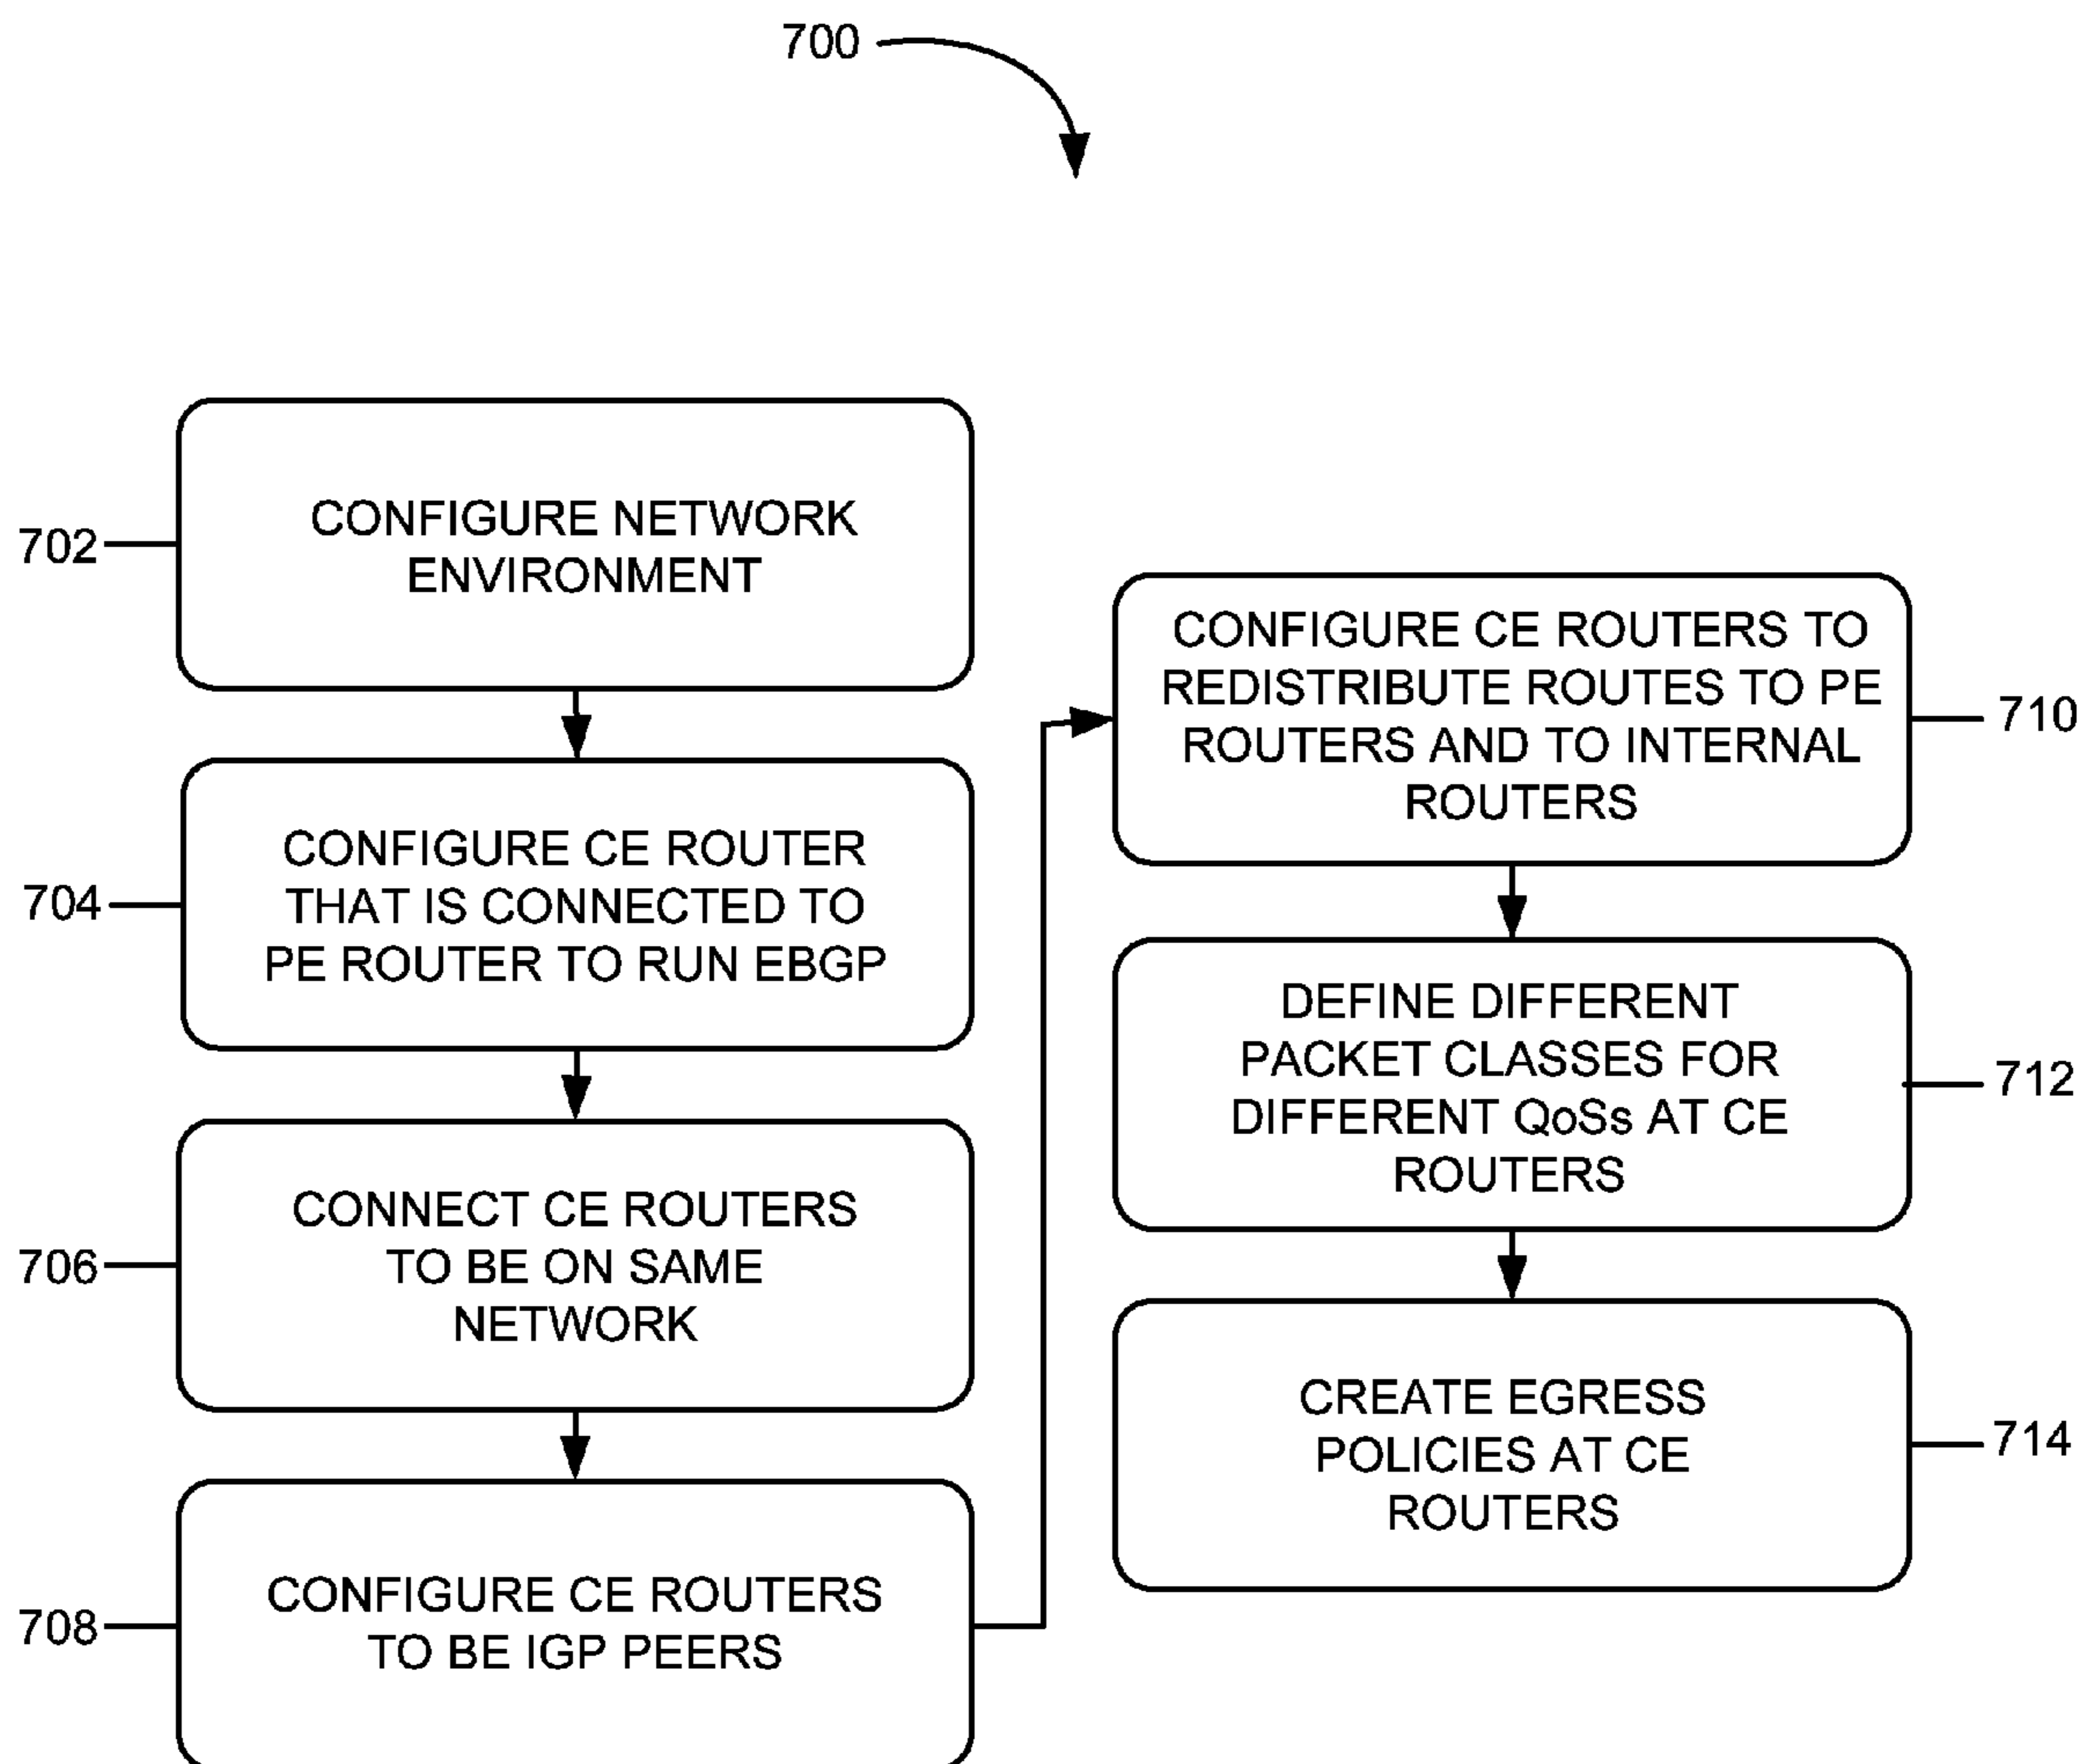 700
702
CONFIGURE NETWORK
ENVIRONMENT
704
CONFIGURE CE ROUTER
THAT IS CONNECTED TO
PE ROUTER TO RUN EBGP
706
CONNECT CE ROUTERS
TO BE ON SAME
NETWORK
708
CONFIGURE CE ROUTERS
TO BE IGP PEERS
CONFIGURE CE ROUTERS TO
REDISTRIBUTE ROUTES TO PE
ROUTERS AND TO INTERNAL
ROUTERS
710
DEFINE DIFFERENT
PACKET CLASSES FOR
DIFFERENT QoSs AT CE
ROUTERS
712
CREATE EGRESS
POLICIES AT CE
ROUTERS
714